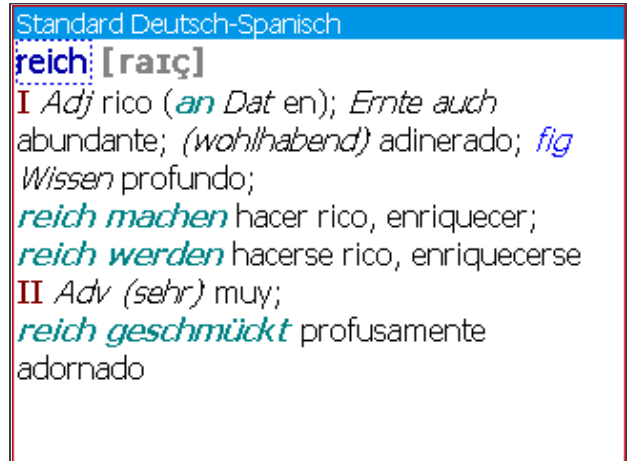 Standard Deutsch-Spanisch
reich [raɪç]
I Adj rico (an Dat en); Ernte auch
abundante; (wohlhabend) adinerado; fig
Wissen profundo;
reich machen hacer rico, enriquecer;
reich werden hacerse rico, enriquecerse
II Adv (sehr) muy;
reich geschmückt profusamente
adornado